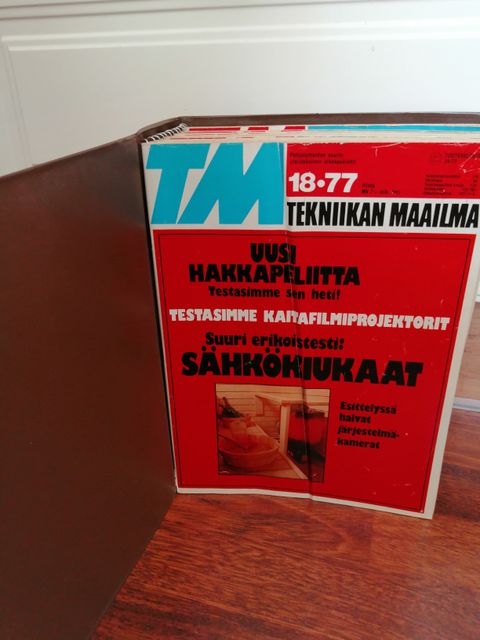 TM
18•77
TEKNIIKAN MAAILMA
UUSI
HAKKAPELIITTA
Testasimme sen heti!
TESTASIMME KAITAFILMIPROJEKTORIT
Suuri erikoistesti:
SÄHKÖKIUKAAT
Esittelyssä
halvat
järjestelmä-
kamerat